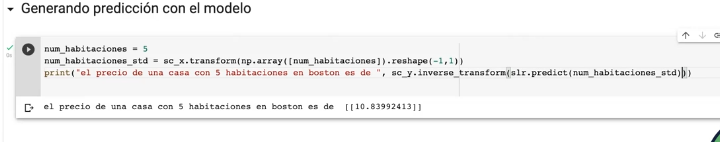 Generando predicción con el modelo
num_habitaciones = 5
num_habitaciones_std = sc_x.transform(np.array([num_habitaciones]).reshape(-1,1))
print("el precio de una casa con 5 habitaciones en boston es de ", sc_y.inverse_transform(slr.predict(num_habitaciones_std)))
0s
el precio de una casa con 5 habitaciones en boston es de  [[10.83992413]]